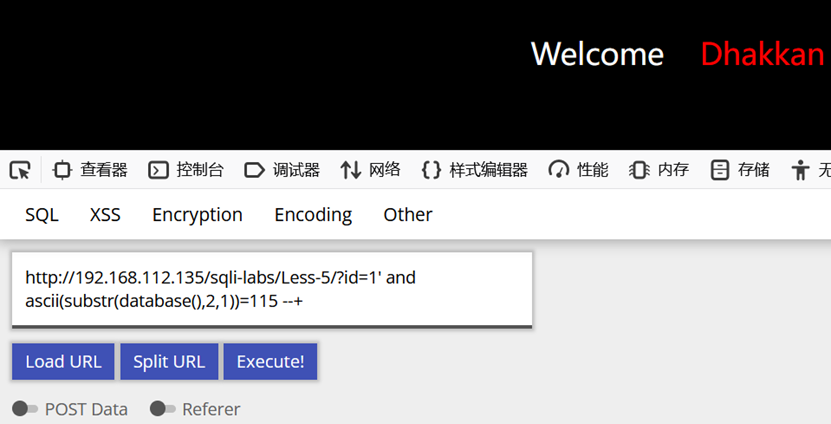 Welcome Dhakkan
查看器 控制台 调试器 网络 样式编辑器 性能 内存 存储 无
SQL XSS Encryption Encoding Other
http://192.168.112.135/sqli-labs/Less-5/?id=1' and
ascii(substr(database(),2,1))=115 --+
Load URL Split URL Execute!
POST Data Referer